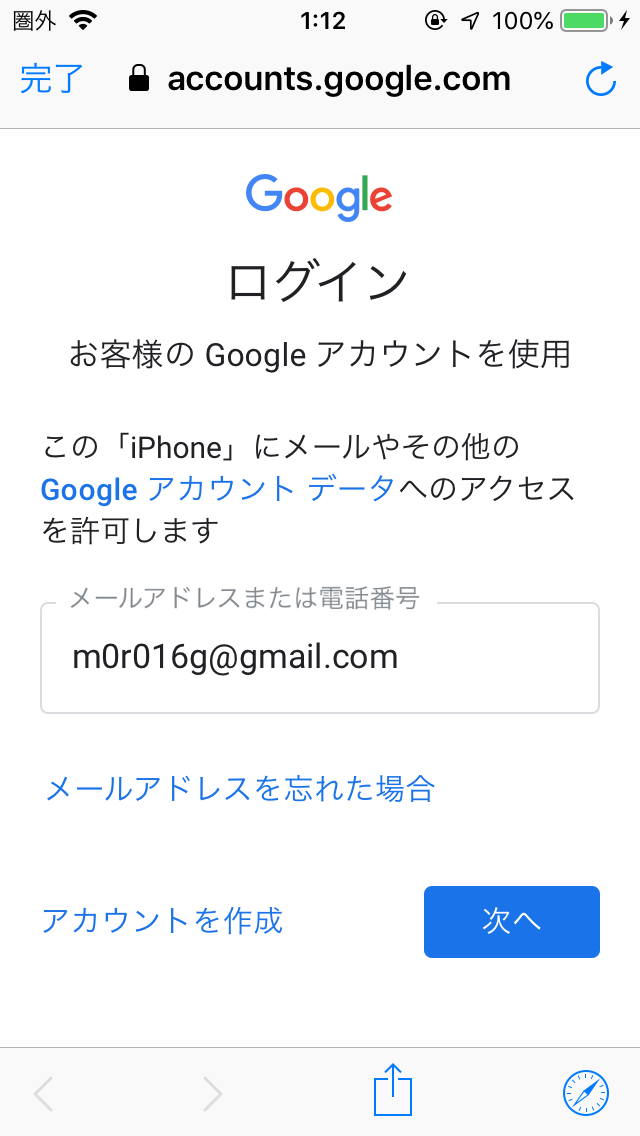 圏外 1:12 100%
完了 accounts.google.com
Google
ログイン
お客様の Google アカウントを使用
この「iPhone」にメールやその他の
Google アカウント データへのアクセス
を許可します
メールアドレスまたは電話番号
m0r016g@gmail.com
メールアドレスを忘れた場合
アカウントを作成 次へ